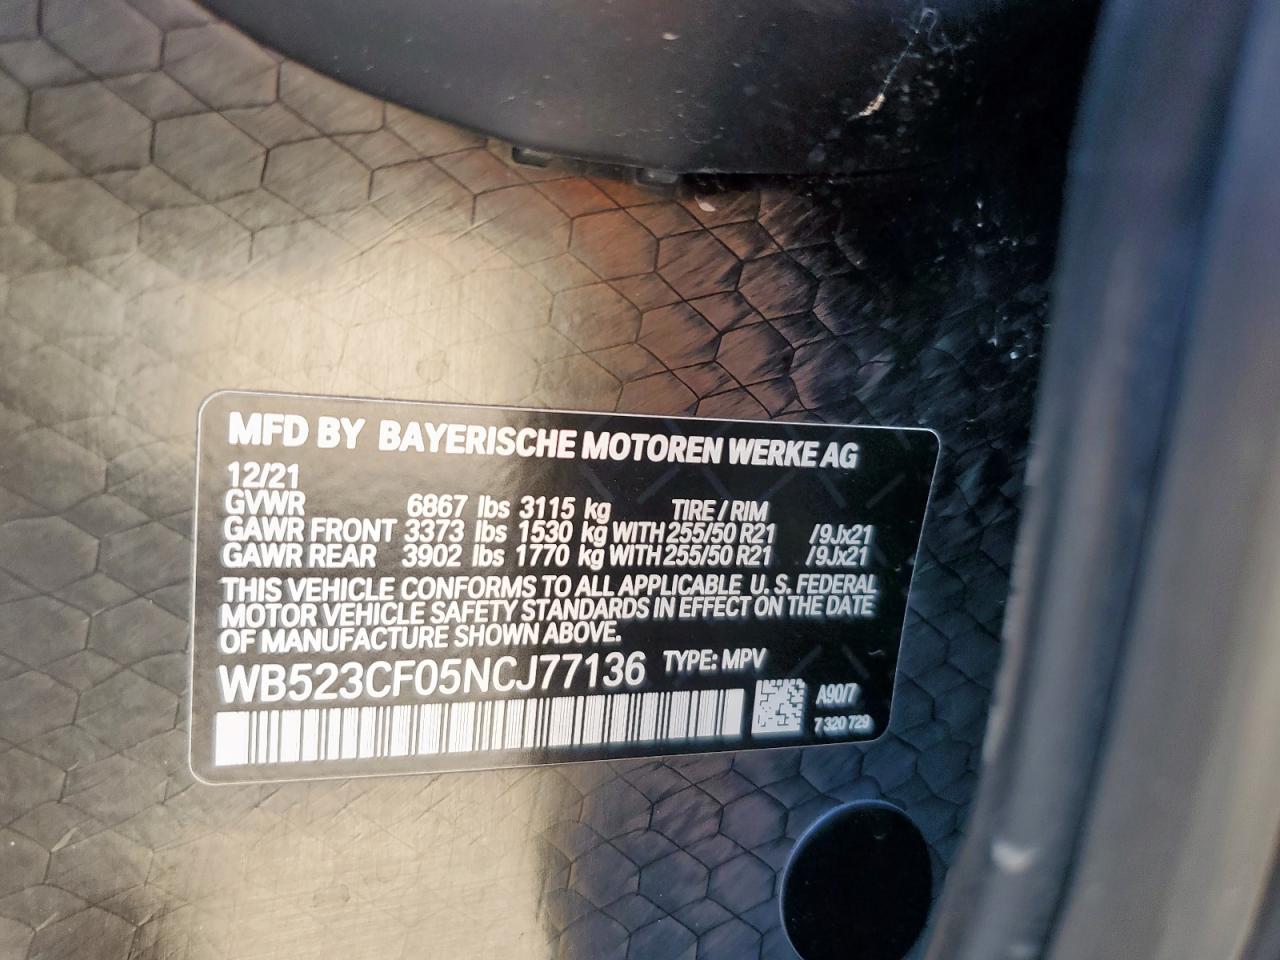 MFD BY BAYERISCHE MOTOREN WERKE AG
12/21
GVWR 6867 lbs 3115 kg TIRE / RIM
GAWR FRONT 3373 lbs 1530 kg WITH 255/50 R21 /9Jx21
GAWR REAR 3902 lbs 1770 kg WITH 255/50 R21 /9Jx21
THIS VEHICLE CONFORMS TO ALL APPLICABLE U.S. FEDERAL
MOTOR VEHICLE SAFETY STANDARDS IN EFFECT ON THE DATE
OF MANUFACTURE SHOWN ABOVE.
WB523CF05NCJ77136 TYPE: MPV
A90/7
7 320 729